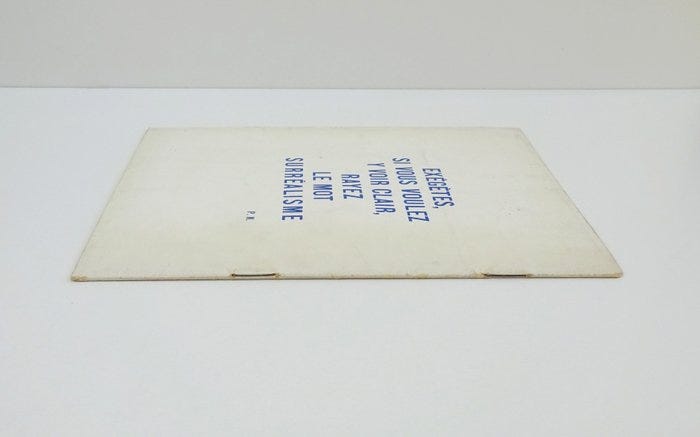 EXÉGÈTES,
SI VOUS VOULEZ
Y VOIR CLAIR,
RAYEZ
LE MOT
SURRÉALISME
P. N.